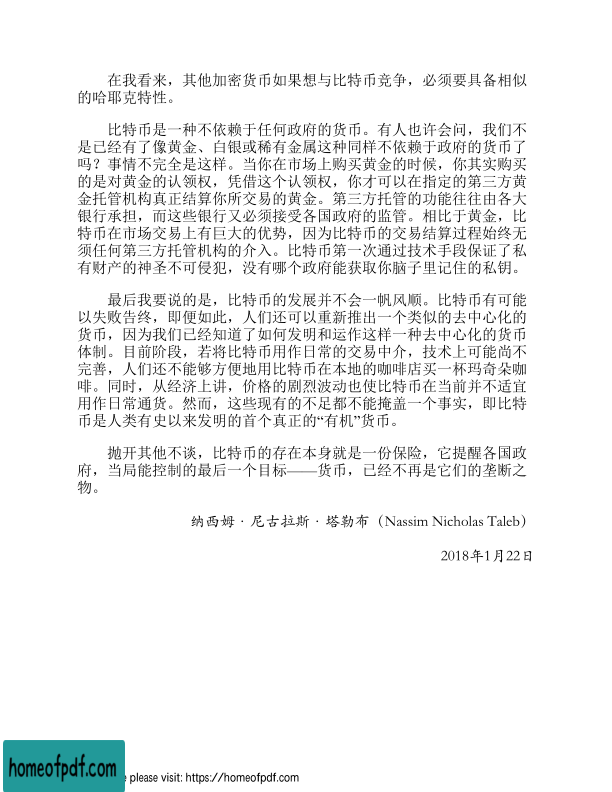 在我看来，其他加密货币如果想与比特币竞争，必须要具备相似
的哈耶克特性。
比特币是一种不依赖于任何政府的货币。有人也许会问，我们不
是已经有了像黄金、白银或稀有金属这种同样不依赖于政府的货币了
吗？事情不完全是这样。当你在市场上购买黄金的时候，你其实购买
的是对黄金的认领权，凭借这个认领权，你才可以在指定的第三方黄
金托管机构真正结算你所交易的黄金。第三方托管的功能往往由各大
银行承担，而这些银行又必须接受各国政府的监管。相比于黄金，比
特币在市场交易上有巨大的优势，因为比特币的交易结算过程始终无
须任何第三方托管机构的介入。比特币第一次通过技术手段保证了私
有财产的神圣不可侵犯，没有哪个政府能获取你脑子里记住的私钥。
最后我要说的是，比特币的发展并不会一帆风顺。比特币有可能
以失败告终，即便如此，人们还可以重新推出一个类似的去中心化的
货币，因为我们已经知道了如何发明和运作这样一种去中心化的货币
体制。目前阶段，若将比特币用作日常的交易中介，技术上可能尚不
完善，人们还不能够方便地用比特币在本地的咖啡店买一杯玛奇朵咖
啡。同时，从经济上讲，价格的剧烈波动也使比特币在当前并不适宜
用作日常通货。然而，这些现有的不足都不能掩盖一个事实，即比特
币是人类有史以来发明的首个真正的“有机”货币。
抛开其他不谈，比特币的存在本身就是一份保险，它提醒各国政
府，当局能控制的最后一个目标——货币，已经不再是它们的垄断之
物。
纳西姆·尼古拉斯·塔勒布（Nassim Nicholas Taleb）
2018年1月22日
homeofpdf.com
e please visit: https://homeofpdf.com